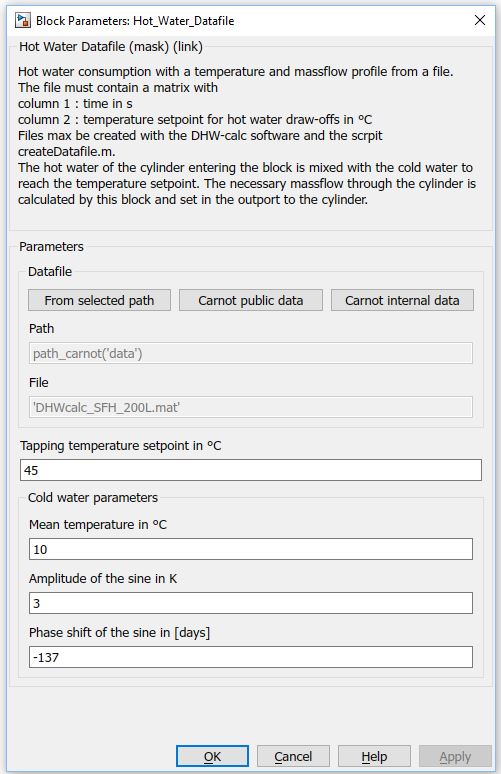 Block Parameters: Hot_Water_Datafile
Hot Water Datafile (mask) (link)
Hot water consumption with a temperature and massflow profile from a file.
The file must contain a matrix with
column 1 : time in s
column 2 : temperature setpoint for hot water draw-offs in °C
Files max be created with the DHW-calc software and the scrpit
createDatafile.m.
The hot water of the cylinder entering the block is mixed with the cold water to
reach the temperature setpoint. The necessary massflow through the cylinder is
calculated by this block and set in the outport to the cylinder.
Parameters
Datafile
From selected path Carnot public data Carnot internal data
Path
path_carnot('data')
File
'DHWcalc_SFH_200L.mat'
Tapping temperature setpoint in °C
45
Cold water parameters
Mean temperature in °C
10
Amplitude of the sine in K
3
Phase shift of the sine in [days]
-137
OK Cancel Help Apply